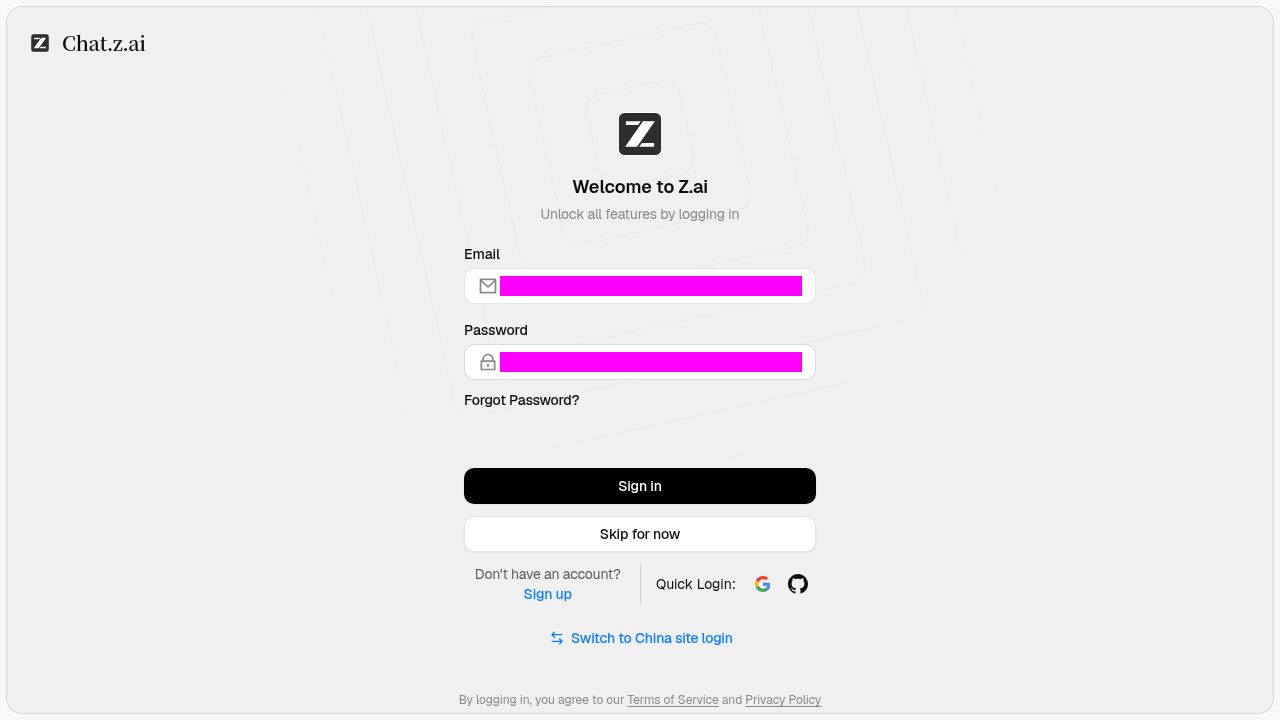 Chat.z.ai
Welcome to Z.ai
Unlock all features by logging in
Email
Password
Forgot Password?
Sign in
Skip for now
Don't have an account?
Sign up
Quick Login:
Switch to China site login
By logging in, you agree to our Terms of Service and Privacy Policy